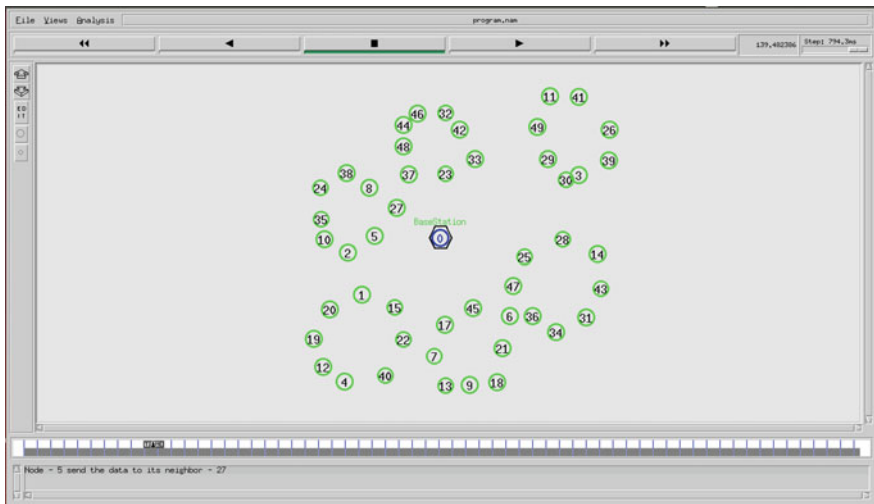 File Views Analysis
program.nam
139.482386
Step: 794.3ms
ED
IT
11 41
46 32
44 42 49 26
48
33 29 39
38 37 23 30 3
24 8
27
35 BaseStation
10 5 0 28
2 25 14
47 43
1
20 15 45 6 36 31
17 34
19 22 21
7
12 40
4 13 9 18
Node - 5 send the data to its neighbor - 27